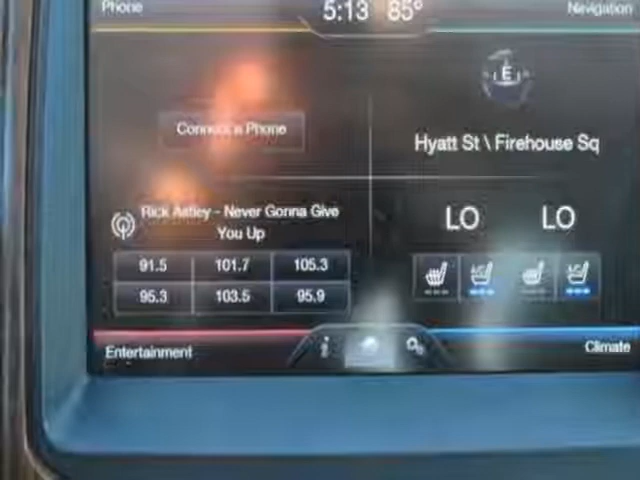 Phone
5:13 85°
Navigation
E
Connect a Phone
Hyatt St \ Firehouse Sq
Rick Astley - Never Gonna Give
You Up
LO LO
91.5 101.7 105.3
95.3 103.5 95.9
Entertainment
Climate